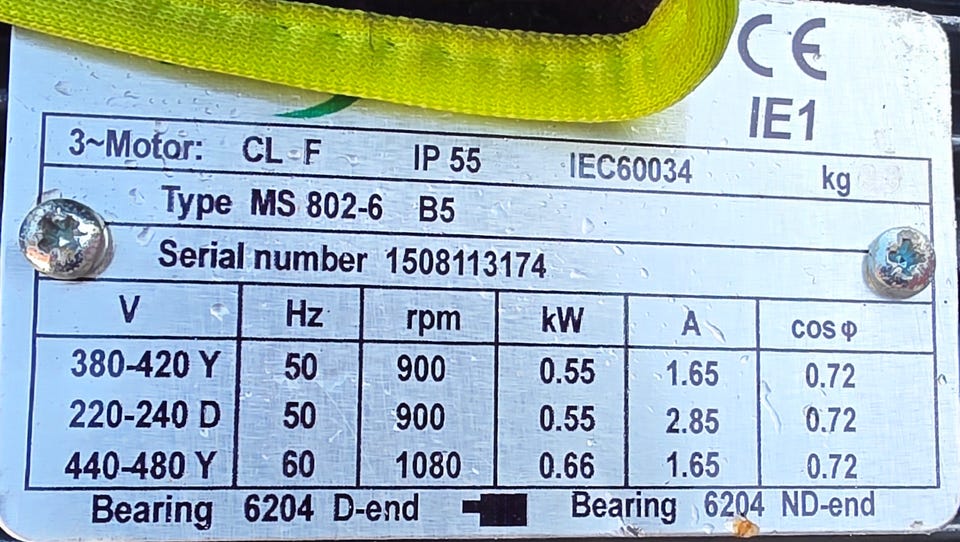 CE
IE1
3~Motor: CL F IP 55 IEC60034 kg
Type MS 802-6 B5
Serial number 1508113174
V Hz rpm kW A cos φ
380-420 Y 50 900 0.55 1.65 0.72
220-240 D 50 900 0.55 2.85 0.72
440-480 Y 60 1080 0.66 1.65 0.72
Bearing 6204 D-end Bearing 6204 ND-end